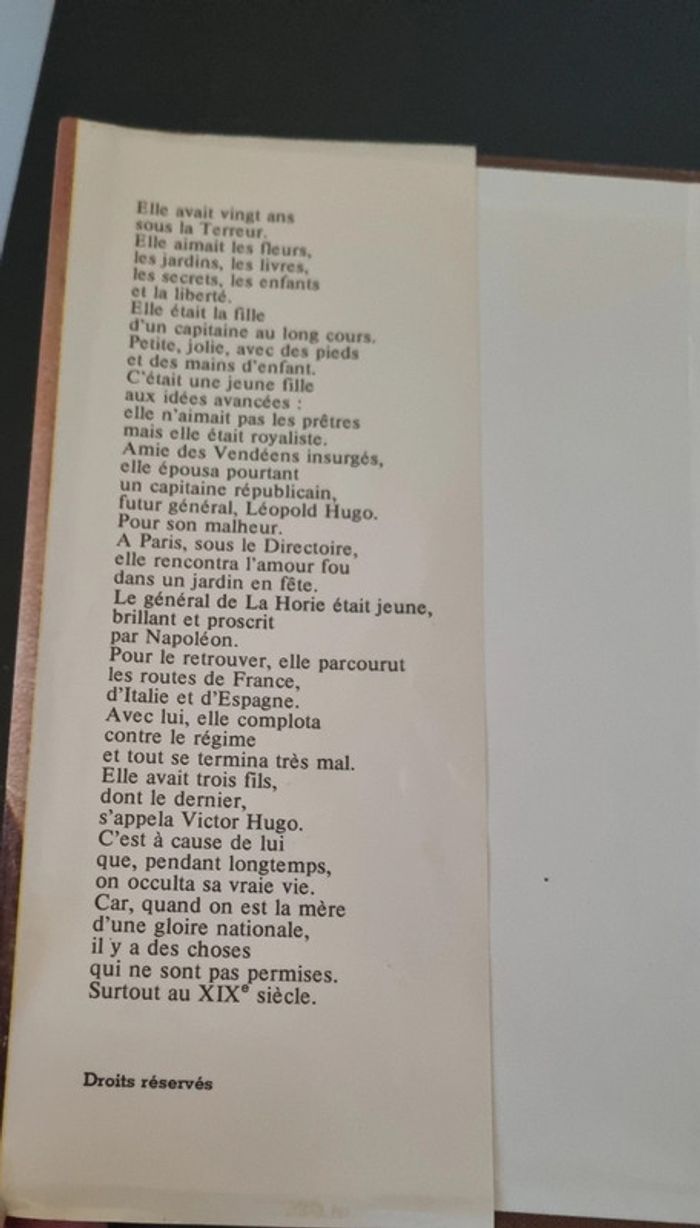 Elle avait vingt ans
sous la Terreur.
Elle aimait les fleurs,
les jardins, les livres,
les secrets, les enfants
et la liberté.
Elle était la fille
d'un capitaine au long cours.
Petite, jolie, avec des pieds
et des mains d'enfant.
C'était une jeune fille
aux idées avancées :
elle n'aimait pas les prêtres
mais elle était royaliste.
Amie des Vendéens insurgés,
elle épousa pourtant
un capitaine républicain,
futur général, Léopold Hugo.
Pour son malheur.
A Paris, sous le Directoire,
elle rencontra l'amour fou
dans un jardin en fête.
Le général de La Horie était jeune,
brillant et proscrit
par Napoléon.
Pour le retrouver, elle parcourut
les routes de France,
d'Italie et d'Espagne.
Avec lui, elle complota
contre le régime
et tout se termina très mal.
Elle avait trois fils,
dont le dernier,
s'appela Victor Hugo.
C'est à cause de lui
que, pendant longtemps,
on occulta sa vraie vie.
Car, quand on est la mère
d'une gloire nationale,
il y a des choses
qui ne sont pas permises.
Surtout au XIXe siècle.
Droits réservés